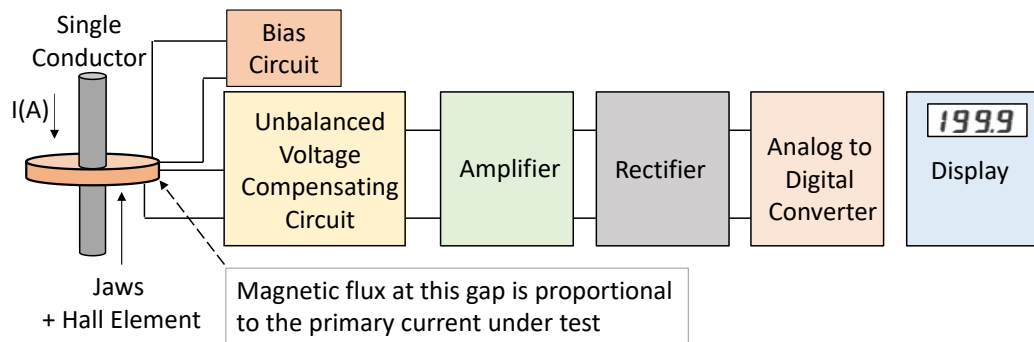 Single
Conductor
I(A)
Bias
Circuit
Unbalanced
Voltage
Compensating
Circuit
Amplifier
Rectifier
Analog to
Digital
Converter
199.9
Display
Jaws
+ Hall Element
Magnetic flux at this gap is proportional
to the primary current under test